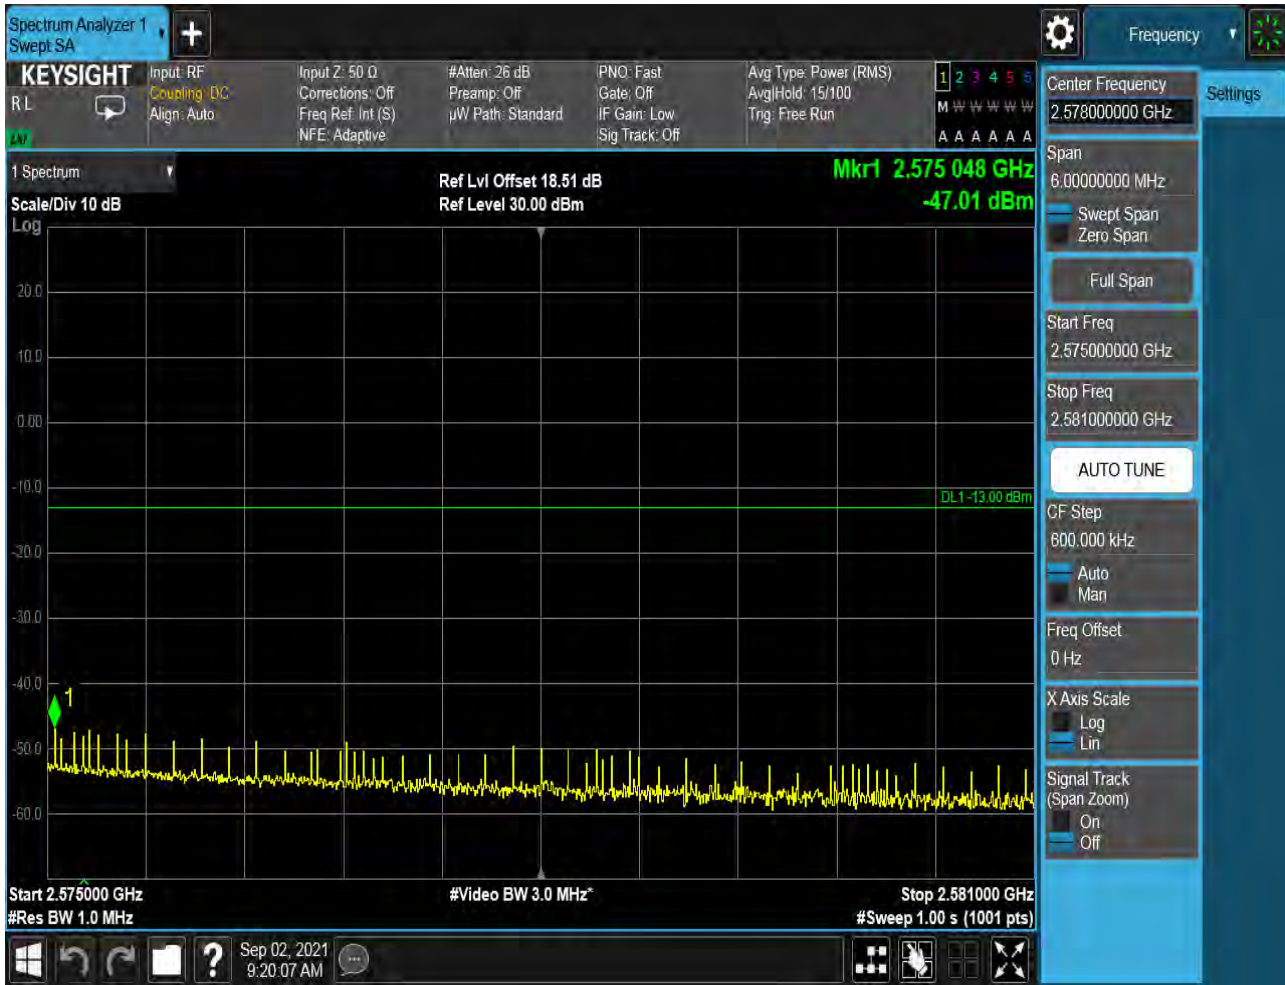 Spectrum Analyzer 1
Swept SA
Frequency
KEYSIGHT
R L
Input: RF
Coupling: DC
Align: Auto
Input Z: 50 Ω
Corrections: Off
Freq Ref: Int (S)
NFE: Adaptive
#Atten: 26 dB
Preamp: Off
µW Path: Standard
PNO: Fast
Gate: Off
IF Gain: Low
Sig Track: Off
Avg Type: Power (RMS)
Avg|Hold: 15/100
Trig: Free Run
1 2 3 4 5 6
M W W W W W
A A A A A A
1 Spectrum
Scale/Div 10 dB
Log
Ref Lvl Offset 18.51 dB
Ref Level 30.00 dBm
Mkr1 2.575 048 GHz
-47.01 dBm
20.0
10.0
0.00
-10.0
-20.0
-30.0
-40.0
-50.0
-60.0
DL1 -13.00 dBm
1
Start 2.575000 GHz
#Res BW 1.0 MHz
#Video BW 3.0 MHz*
Stop 2.581000 GHz
#Sweep 1.00 s (1001 pts)
Center Frequency
2.578000000 GHz
Settings
Span
6.00000000 MHz
Swept Span
Zero Span
Full Span
Start Freq
2.575000000 GHz
Stop Freq
2.581000000 GHz
AUTO TUNE
CF Step
600.000 kHz
Auto
Man
Freq Offset
0 Hz
X Axis Scale
Log
Lin
Signal Track
(Span Zoom)
On
Off
Sep 02, 2021
9:20:07 AM